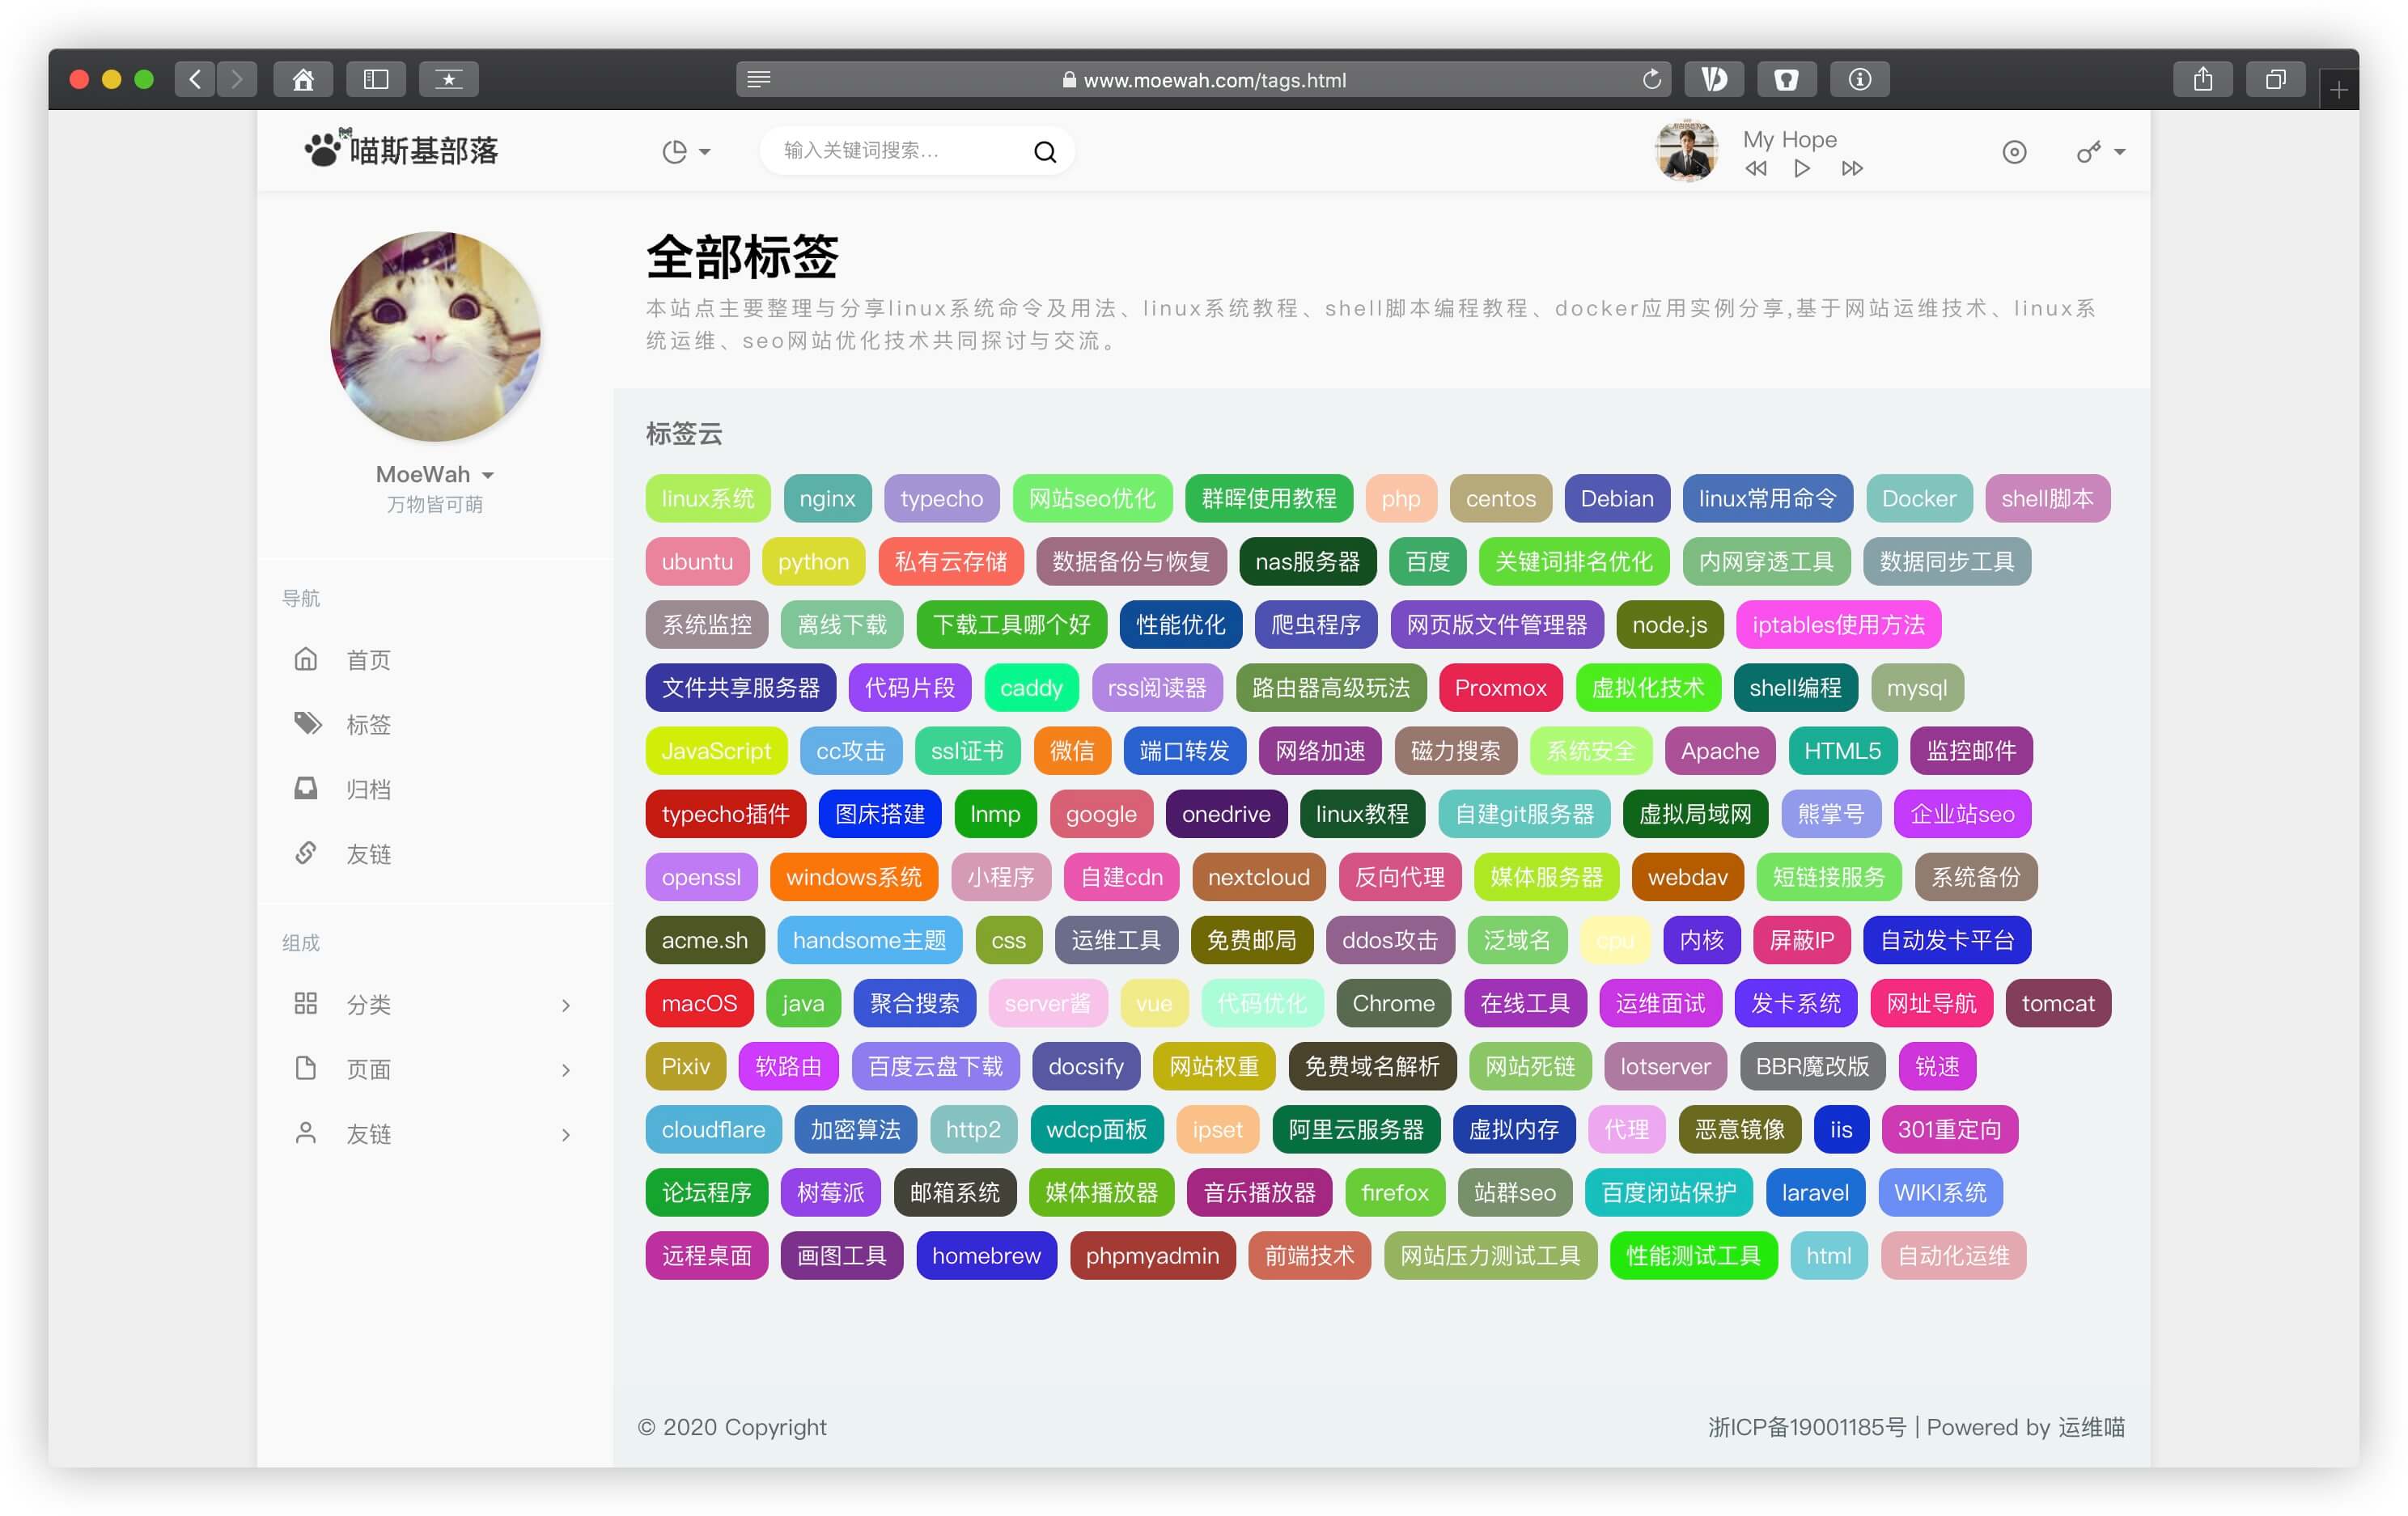 www.moewah.com/tags.html
喵斯基部落
输入关键词搜索...
My Hope
MoeWah
万物皆可萌
导航
首页
标签
归档
友链
组成
分类
页面
友链
全部标签
本站点主要整理与分享linux系统命令及用法、linux系统教程、shell脚本编程教程、docker应用实例分享,基于网站运维技术、linux系
统运维、seo网站优化技术共同探讨与交流。
标签云
linux系统 nginx typecho 网站seo优化 群晖使用教程 php centos Debian linux常用命令 Docker shell脚本
ubuntu python 私有云存储 数据备份与恢复 nas服务器 百度 关键词排名优化 内网穿透工具 数据同步工具
系统监控 离线下载 下载工具哪个好 性能优化 爬虫程序 网页版文件管理器 node.js iptables使用方法
文件共享服务器 代码片段 caddy rss阅读器 路由器高级玩法 Proxmox 虚拟化技术 shell编程 mysql
JavaScript cc攻击 ssl证书 微信 端口转发 网络加速 磁力搜索 系统安全 Apache HTML5 监控邮件
typecho插件 图床搭建 lnmp google onedrive linux教程 自建git服务器 虚拟局域网 熊掌号 企业站seo
openssl windows系统 小程序 自建cdn nextcloud 反向代理 媒体服务器 webdav 短链接服务 系统备份
acme.sh handsome主题 css 运维工具 免费邮局 ddos攻击 泛域名 cpu 内核 屏蔽IP 自动发卡平台
macOS java 聚合搜索 server酱 vue 代码优化 Chrome 在线工具 运维面试 发卡系统 网址导航 tomcat
Pixiv 软路由 百度云盘下载 docsify 网站权重 免费域名解析 网站死链 lotserver BBR魔改版 锐速
cloudflare 加密算法 http2 wdcp面板 ipset 阿里云服务器 虚拟内存 代理 恶意镜像 iis 301重定向
论坛程序 树莓派 邮箱系统 媒体播放器 音乐播放器 firefox 站群seo 百度闭站保护 laravel WIKI系统
远程桌面 画图工具 homebrew phpmyadmin 前端技术 网站压力测试工具 性能测试工具 html 自动化运维
© 2020 Copyright
浙ICP备19001185号 | Powered by 运维喵